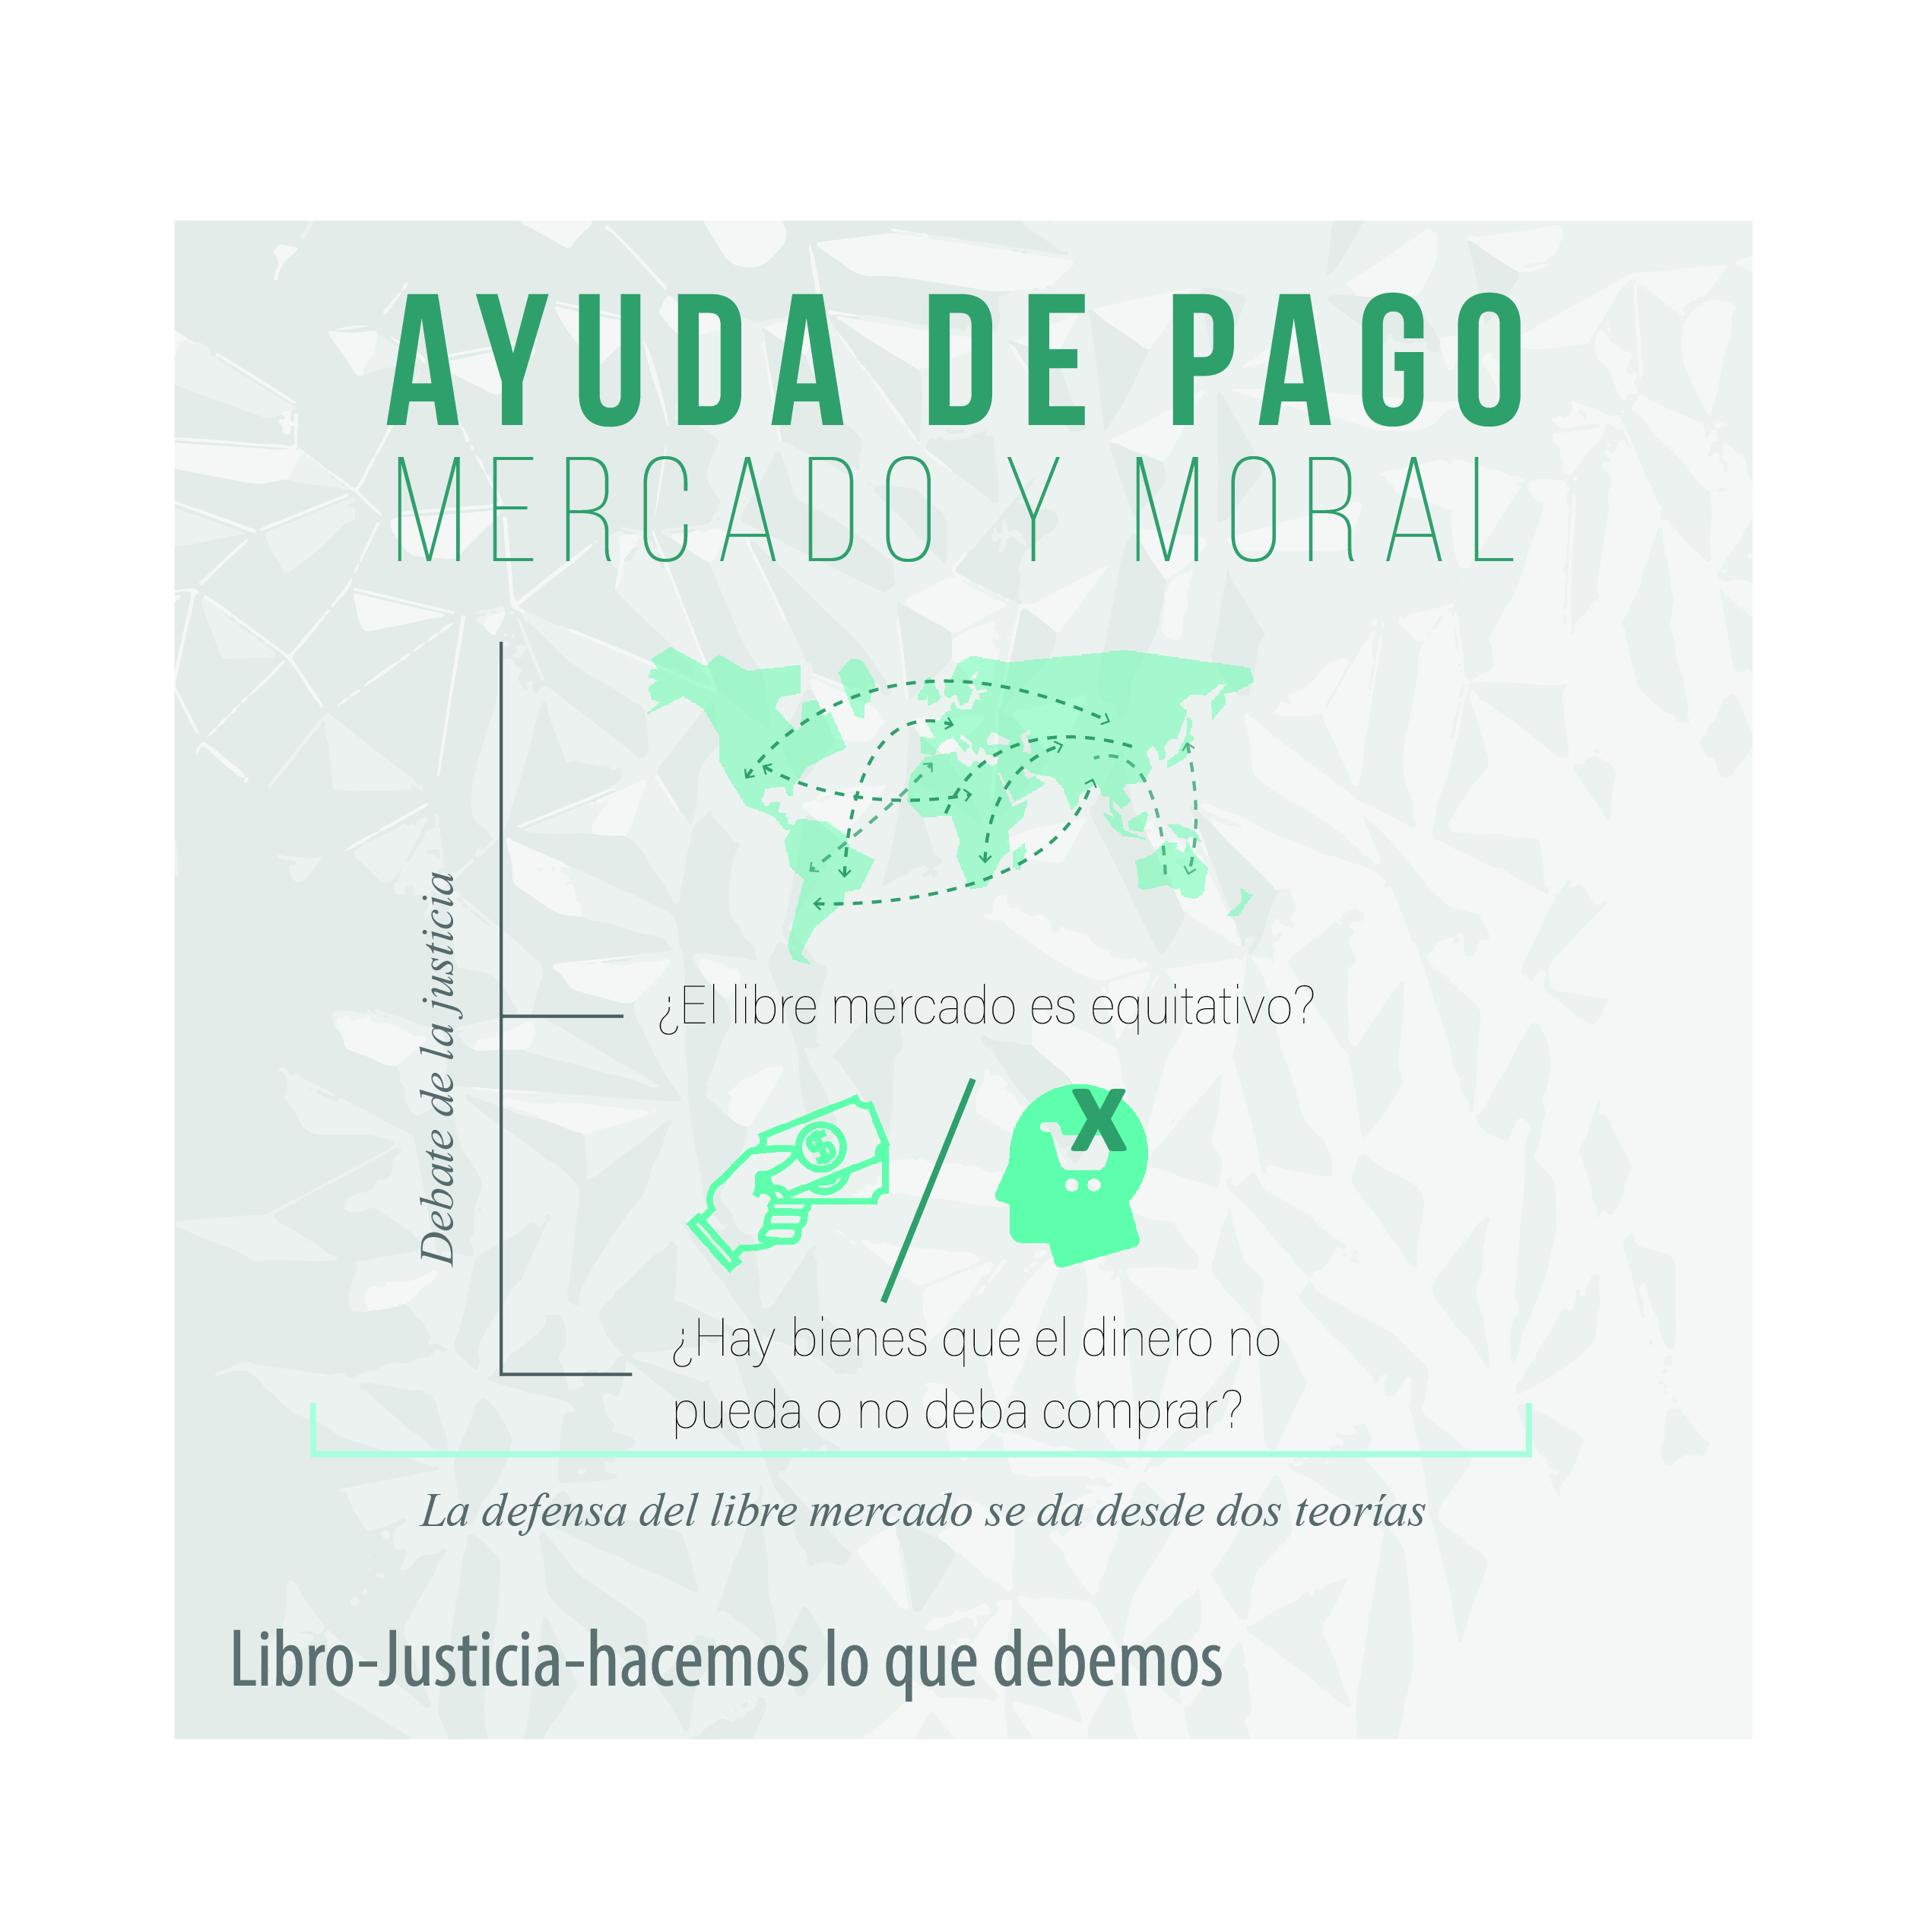 AYUDA DE PAGO
MERCADO Y MORAL
Debate de la justicia
¿El libre mercado es equitativo?
$
X
¿Hay bienes que el dinero no
pueda o no deba comprar?
La defensa del libre mercado se da desde dos teorías
Libro-Justicia-hacemos lo que debemos